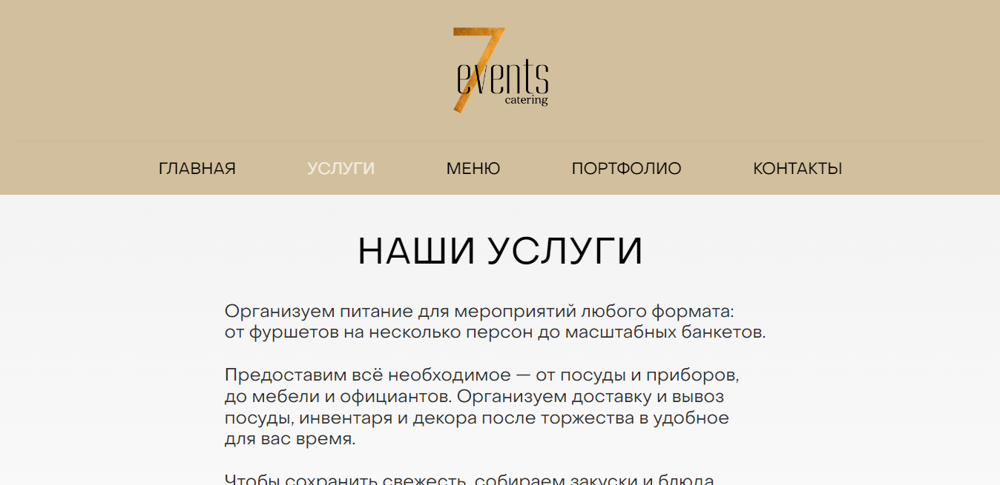 7
events
catering
ГЛАВНАЯ УСЛУГИ МЕНЮ ПОРТФОЛИО КОНТАКТЫ
НАШИ УСЛУГИ
Организуем питание для мероприятий любого формата:
от фуршетов на несколько персон до масштабных банкетов.
Предоставим всё необходимое — от посуды и приборов,
до мебели и официантов. Организуем доставку и вывоз
посуды, инвентаря и декора после торжества в удобное
для вас время.
Чтобы сохранить свежесть, собираем закуски и блюда